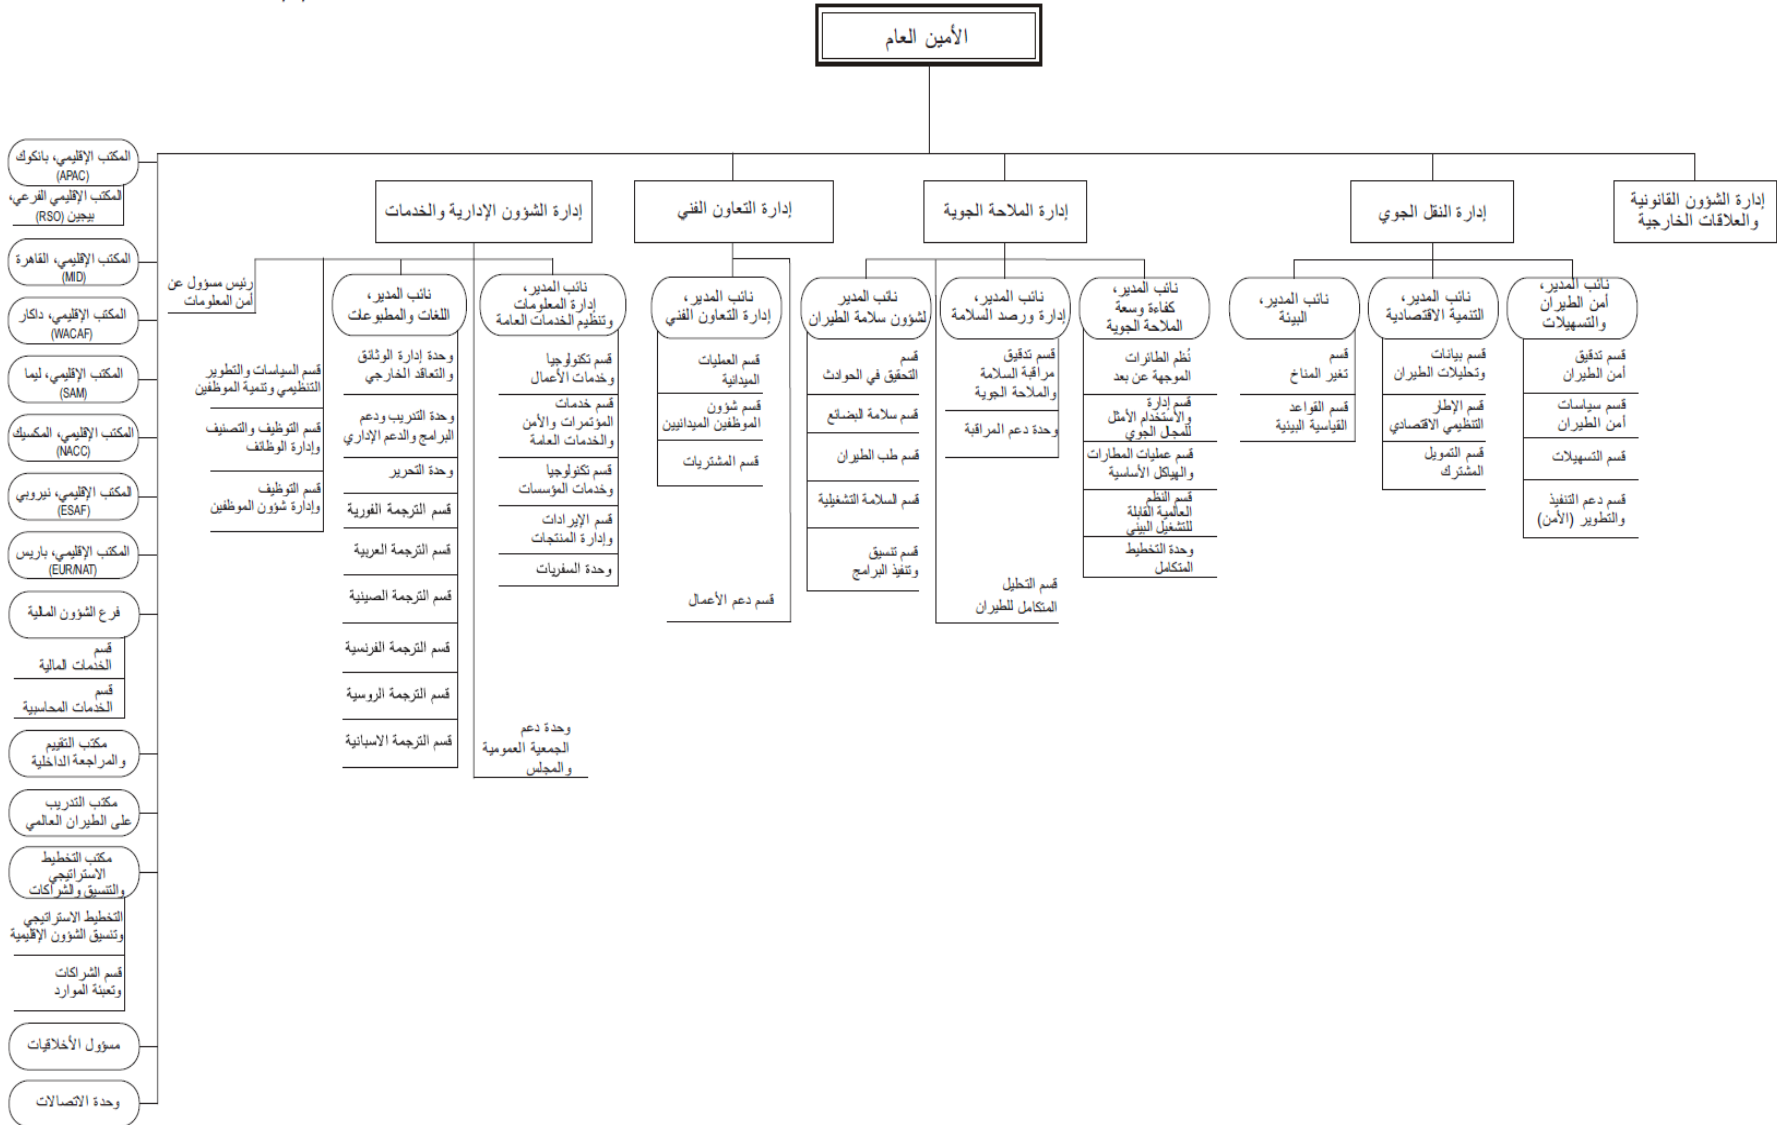 الأمين العام
إدارة الشؤون القانونية
والعلاقات الخارجية
إدارة النقل الجوي
إدارة الملاحة الجوية
إدارة التعاون الفني
إدارة الشؤون الإدارية والخدمات
نائب المدير،
أمن الطيران
والتسهيلات
قسم تدقيق
أمن الطيران
قسم سياسات
أمن الطيران
قسم التسهيلات
قسم دعم التنفيذ
والتطوير (الأمن)
نائب المدير،
التنمية الاقتصادية
قسم بيانات
وتحليلات الطيران
قسم الإطار
التنظيمي الاقتصادي
قسم التمويل
المشترك
نائب المدير،
البيئة
قسم
تغير المناخ
قسم القواعد
القياسية البيئية
نائب المدير،
كفاءة وسعة
الملاحة الجوية
نُظم الطائرات
الموجهة عن بعد
قسم إدارة
والأستخدام الأمثل
للمجال الجوي
قسم عمليات المطارات
والهياكل الأساسية
قسم النظم
العالمية القابلة
للتشغيل البيني
وحدة التخطيط
المتكامل
نائب المدير،
إدارة ورصد السلامة
قسم تدقيق
مراقبة السلامة
والملاحة الجوية
وحدة دعم المراقبة
قسم التحليل
المتكامل للطيران
نائب المدير
لشؤون سلامة الطيران
قسم
التحقيق في الحوادث
قسم سلامة البضائع
قسم طب الطيران
قسم السلامة التشغيلية
قسم تنسيق
وتنفيذ البرامج
نائب المدير،
إدارة التعاون الفني
قسم العمليات
الميدانية
قسم شؤون
الموظفين الميدانيين
قسم المشتريات
قسم دعم الأعمال
نائب المدير،
إدارة المعلومات
وتنظيم الخدمات العامة
قسم تكنولوجيا
وخدمات الأعمال
قسم خدمات
المؤتمرات والأمن
والخدمات العامة
قسم تكنولوجيا
وخدمات المؤسسات
قسم الإيرادات
وإدارة المنتجات
وحدة السفريات
وحدة دعم
الجمعية العمومية
والمجلس
نائب المدير،
اللغات والمطبوعات
وحدة إدارة الوثائق
والتعاقد الخارجي
وحدة التدريب ودعم
البرامج والدعم الإداري
وحدة التحرير
قسم الترجمة الفورية
قسم الترجمة العربية
قسم الترجمة الصينية
قسم الترجمة الفرنسية
قسم الترجمة الروسية
قسم الترجمة الاسبانية
قسم السياسات والتطوير
التنظيمي وتنمية الموظفين
قسم التوظيف والتصنيف
وإدارة الوظائف
قسم التوظيف
وإدارة شؤون الموظفين
رئيس مسؤول عن
أمن المعلومات
المكتب الإقليمي، بانكوك
(APAC)
المكتب الإقليمي الفرعي،
بيجين (RSO)
المكتب الإقليمي، القاهرة
(MID)
المكتب الإقليمي، داكار
(WACAF)
المكتب الإقليمي، ليما
(SAM)
المكتب الإقليمي، المكسيك
(NACC)
المكتب الإقليمي، نيروبي
(ESAF)
المكتب الإقليمي، باريس
(EUR/NAT)
فرع الشؤون المالية
قسم
الخدمات المالية
قسم
الخدمات المحاسبية
مكتب التقييم
والمراجعة الداخلية
مكتب التدريب
على الطيران العالمي
مكتب التخطيط
الاستراتيجي
والتنسيق والشراكات
التخطيط الاستراتيجي
وتنسيق الشؤون الإقليمية
قسم الشراكات
وتعبئة الموارد
مسؤول الأخلاقيات
وحدة الاتصالات